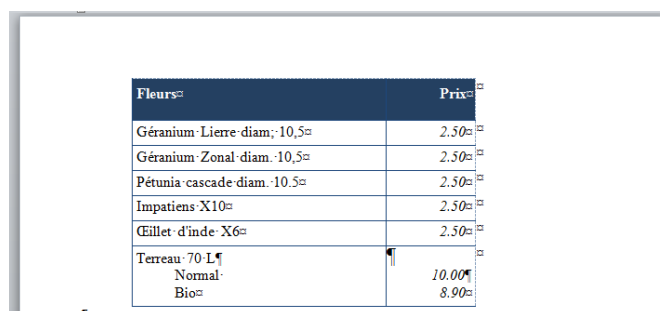 Fleurs¤ Prix¤ ¤
Géranium·Lierre·diam;·10,5¤ 2.50¤ ¤
Géranium·Zonal·diam.·10,5¤ 2.50¤ ¤
Pétunia·cascade·diam.·10.5¤ 2.50¤ ¤
Impatiens·X10¤ 2.50¤ ¤
Œillet·d'inde·X6¤ 2.50¤ ¤
Terreau·70·L¶ ¶ ¤
Normal· 10.00¶
Bio¤ 8.90¤